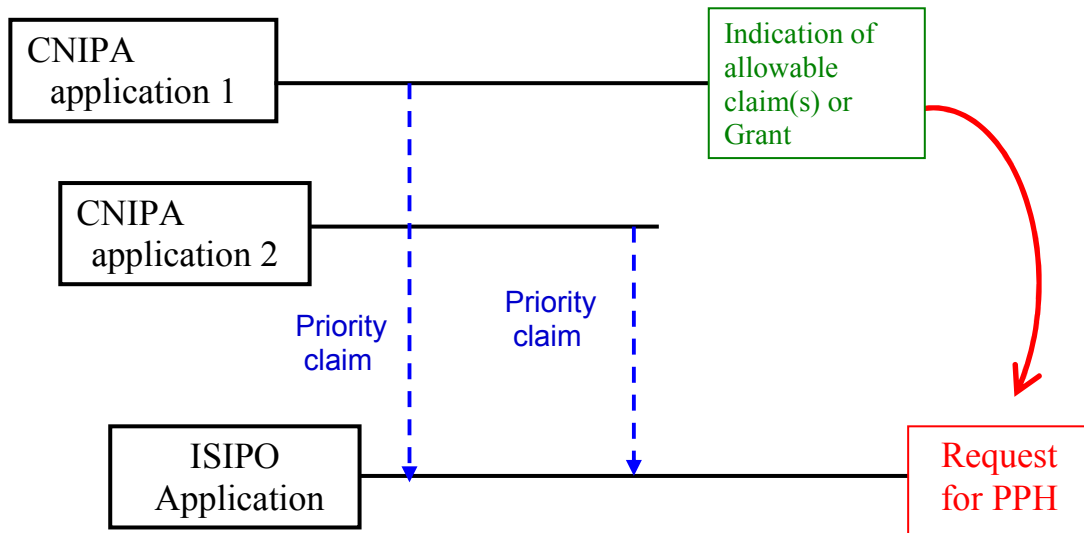 CNIPA
application 1
Indication of
allowable
claim(s) or
Grant
CNIPA
application 2
Priority
claim
Priority
claim
ISIPO
Application
Request
for PPH